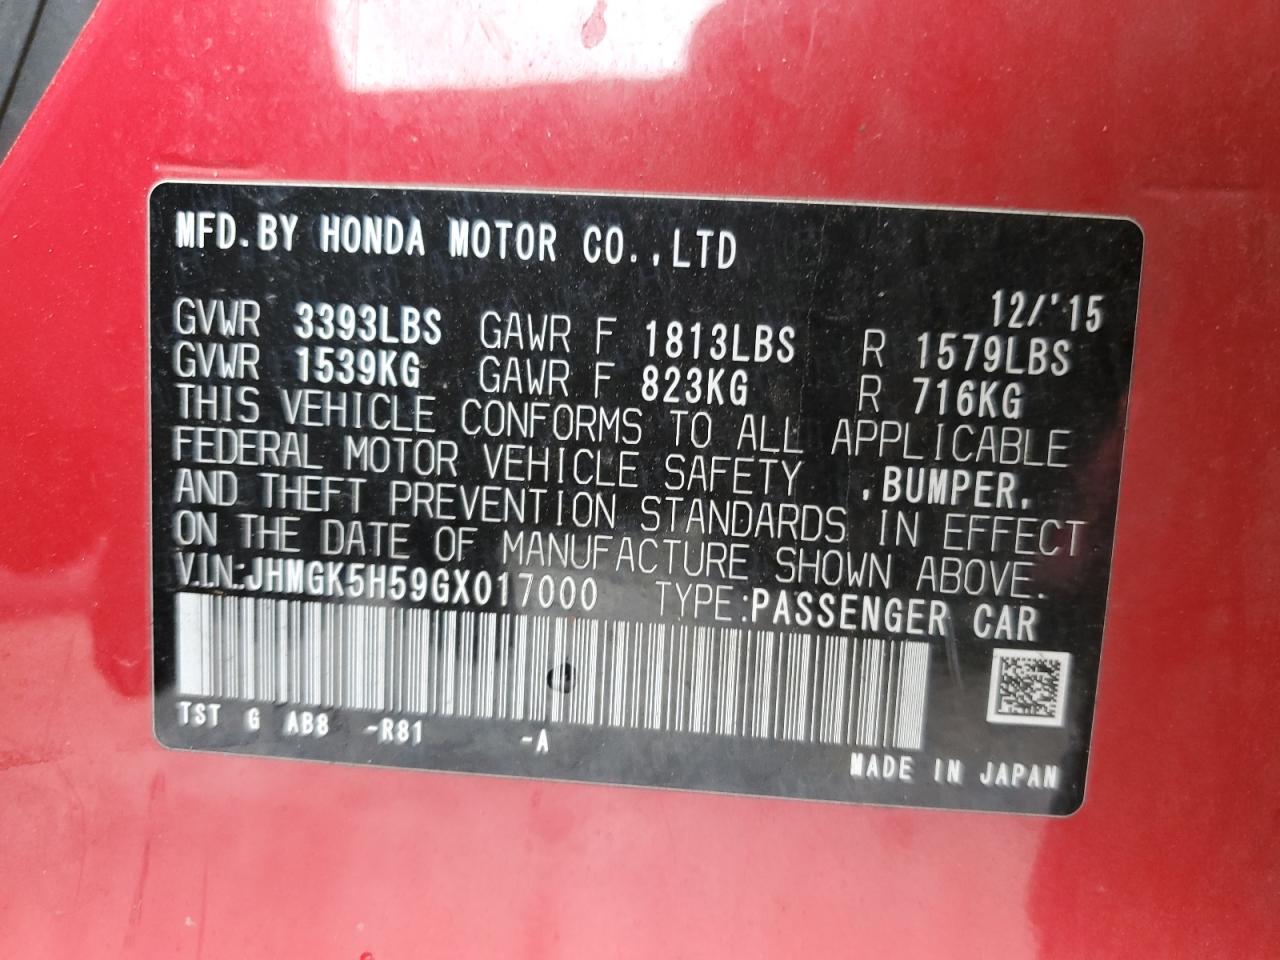 MFD.BY HONDA MOTOR CO.,LTD
12/'15
GVWR 3393LBS GAWR F 1813LBS R 1579LBS
GVWR 1539KG GAWR F 823KG R 716KG
THIS VEHICLE CONFORMS TO ALL APPLICABLE
FEDERAL MOTOR VEHICLE SAFETY ,BUMPER,
AND THEFT PREVENTION STANDARDS IN EFFECT
ON THE DATE OF MANUFACTURE SHOWN ABOVE.
VIN:JHMGK5H59GX017000 TYPE:PASSENGER CAR
TST G AB8 -R81 -A
MADE IN JAPAN